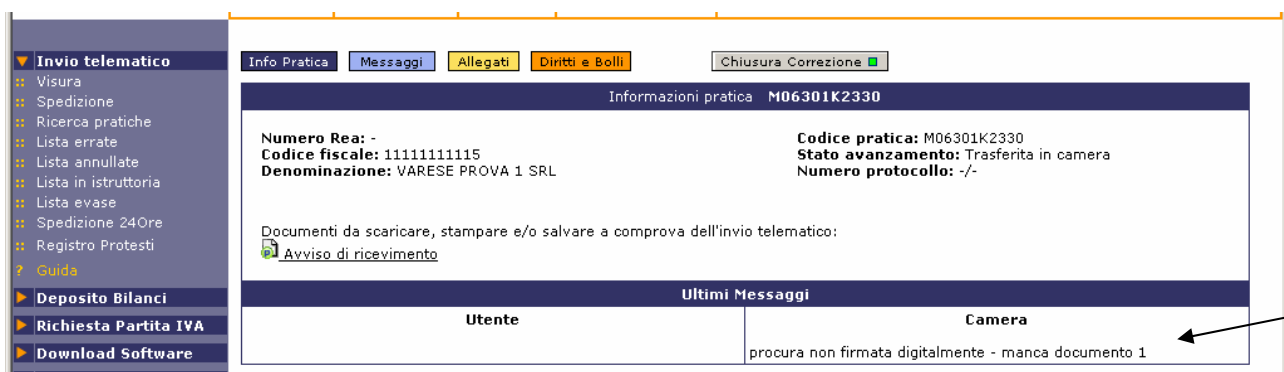 Invio telematico
Visura
Spedizione
Ricerca pratiche
Lista errate
Lista annullate
Lista in istruttoria
Lista evase
Spedizione 24Ore
Registro Protesti
? Guida
Deposito Bilanci
Richiesta Partita IVA
Download Software
Info Pratica Messaggi Allegati Diritti e Bolli Chiusura Correzione
Informazioni pratica M06301K2330
Numero Rea: -
Codice fiscale: 11111111115
Denominazione: VARESE PROVA 1 SRL
Codice pratica: M06301K2330
Stato avanzamento: Trasferita in camera
Numero protocollo: -/-
Documenti da scaricare, stampare e/o salvare a comprova dell'invio telematico:
Avviso di ricevimento
Ultimi Messaggi
Utente
Camera
procura non firmata digitalmente - manca documento 1